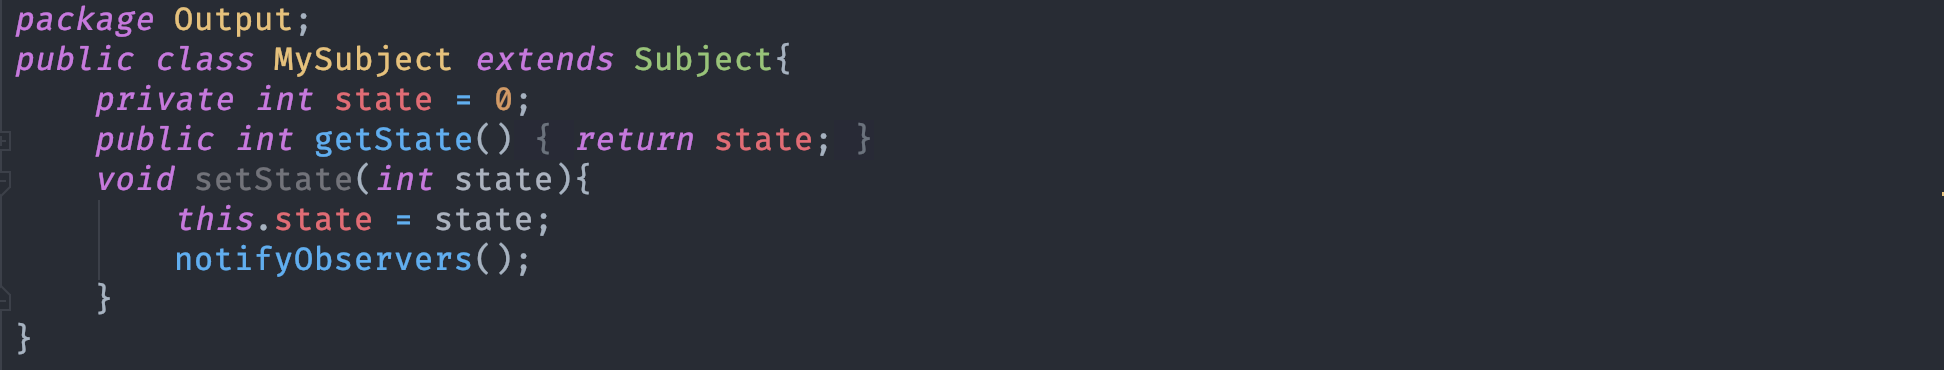 package Output;
public class MySubject extends Subject{
    private int state = 0;
    public int getState() { return state; }
    void setState(int state){
        this.state = state;
        notifyObservers();
    }
}